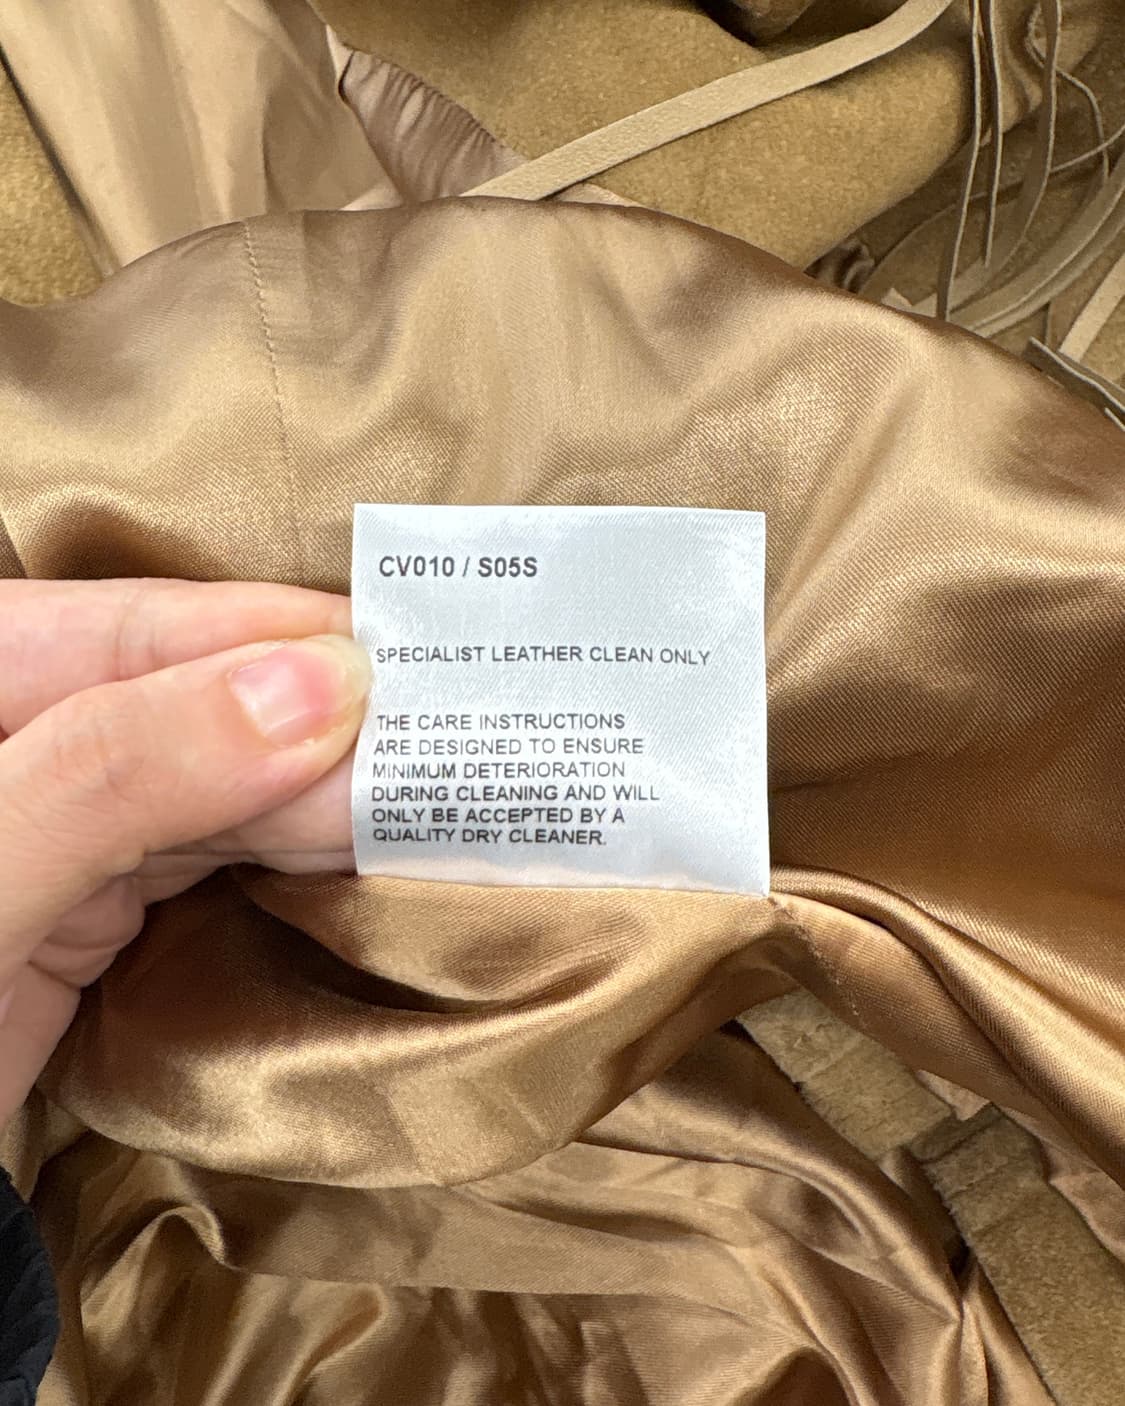 CV010 / S05S
SPECIALIST LEATHER CLEAN ONLY
THE CARE INSTRUCTIONS
ARE DESIGNED TO ENSURE
MINIMUM DETERIORATION
DURING CLEANING AND WILL
ONLY BE ACCEPTED BY A
QUALITY DRY CLEANER.